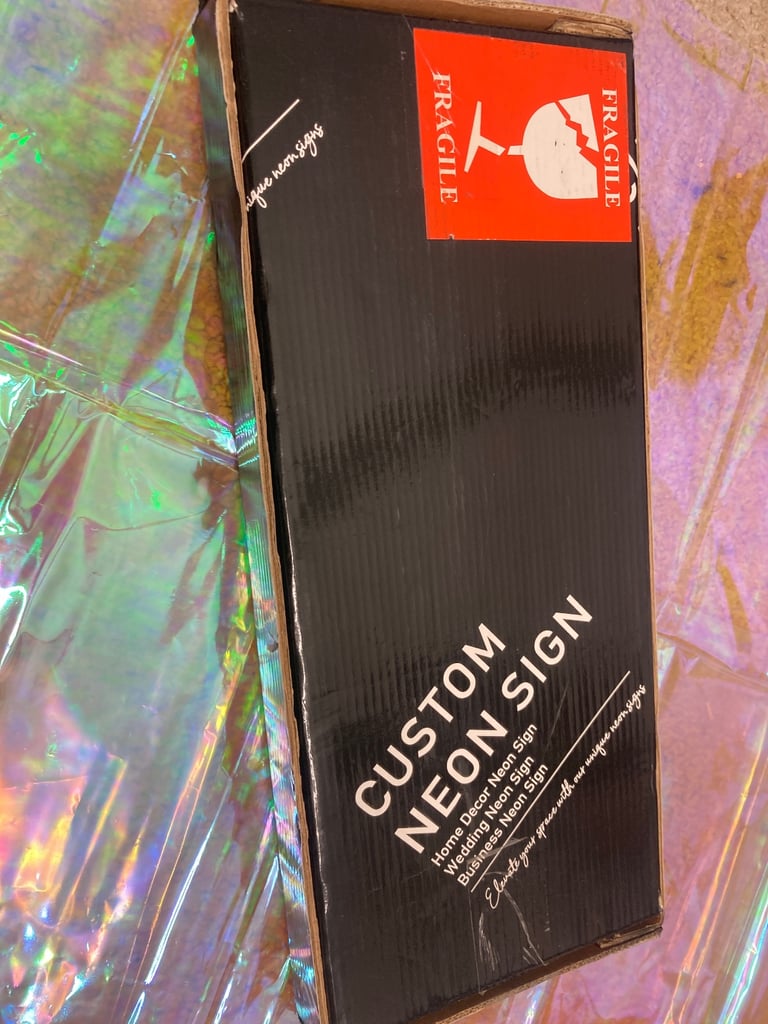 FRAGILE
FRAGILE
neon signs
CUSTOM
NEON SIGN
Home Decor Neon Sign
Wedding Neon Sign
Business Neon Sign
Elevate your space with our unique neon signs